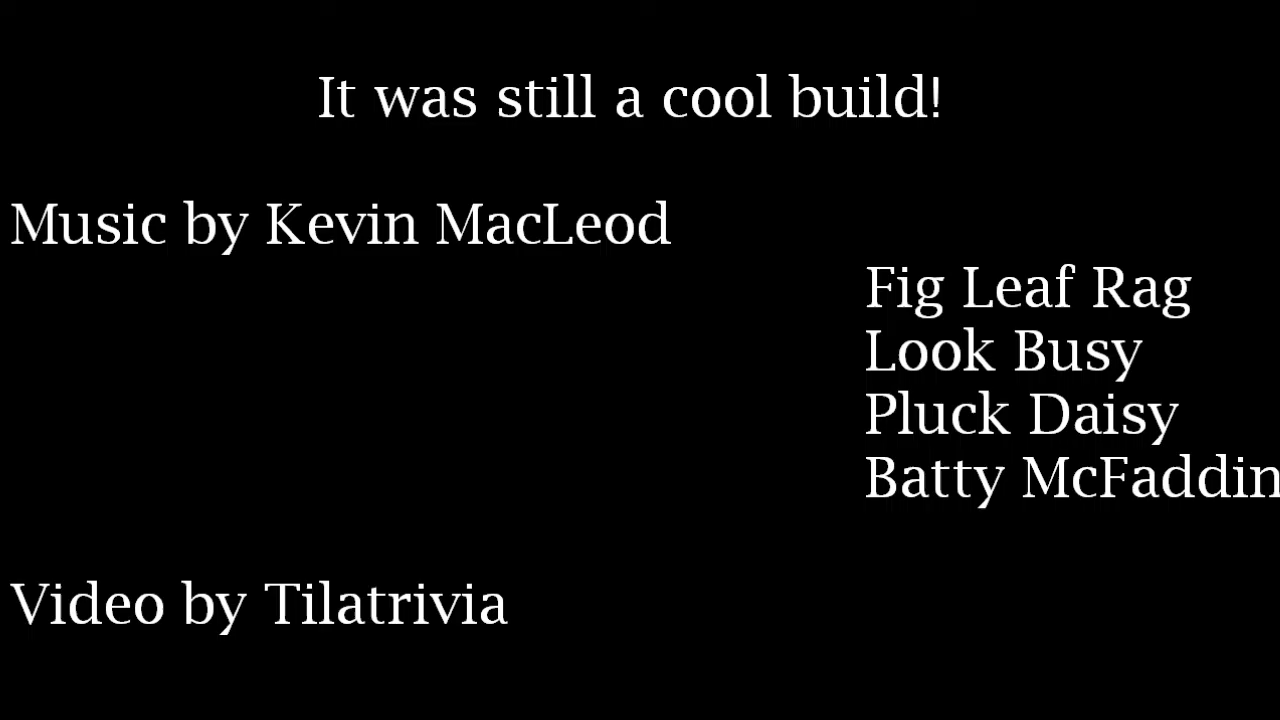 It was still a cool build!
Music by Kevin MacLeod
Fig Leaf Rag
Look Busy
Pluck Daisy
Batty McFaddin
Video by Tilatrivia